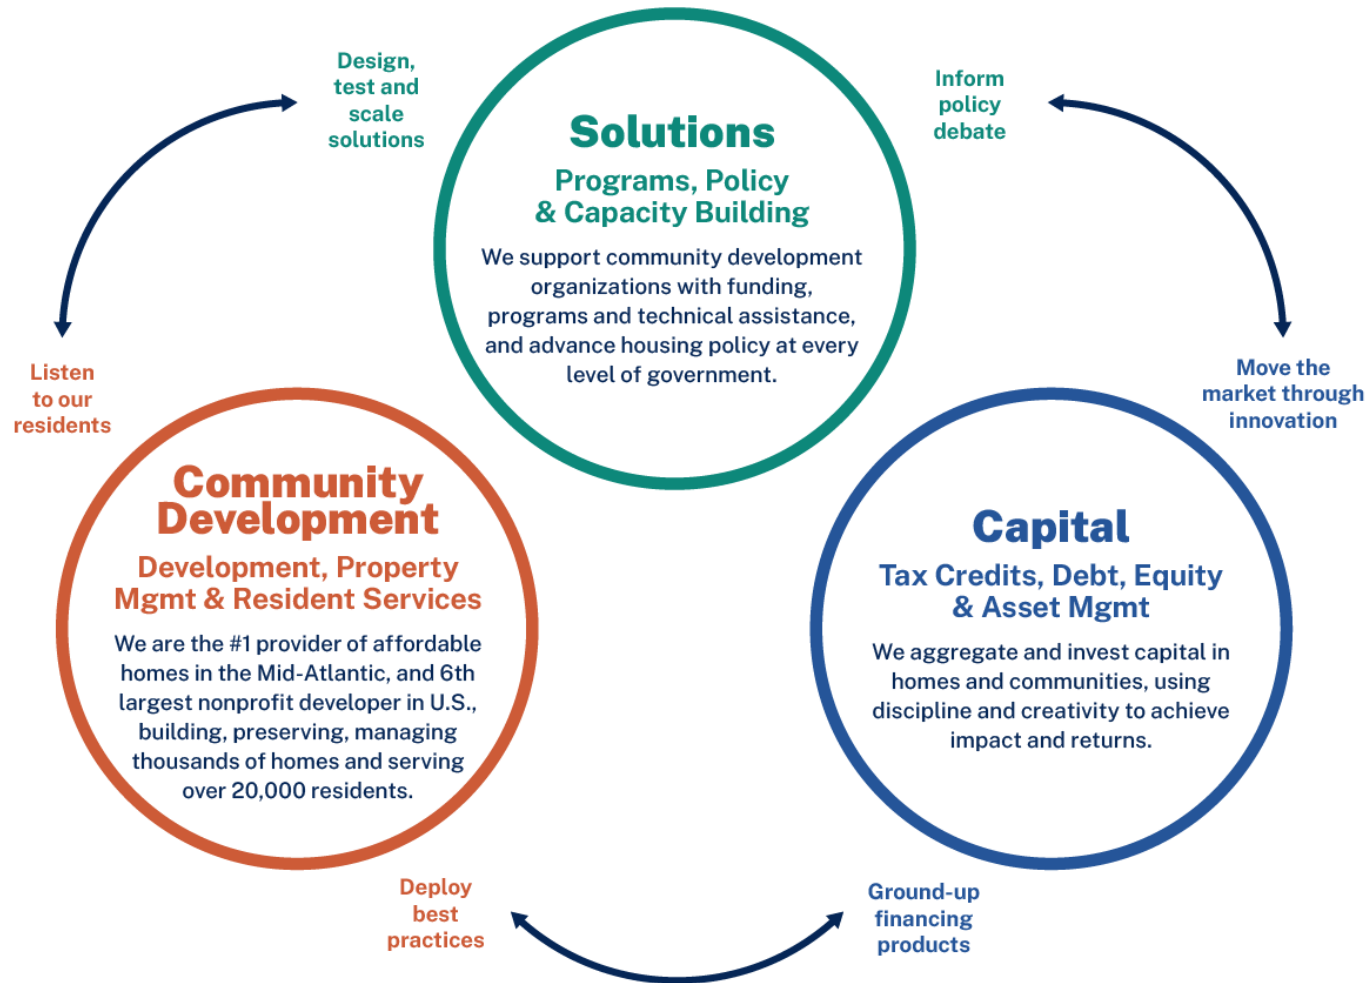 Design,
test and
scale
solutions
Inform
policy
debate
Solutions
Programs, Policy
& Capacity Building
We support community development
organizations with funding,
programs and technical assistance,
and advance housing policy at every
level of government.
Listen
to our
residents
Move the
market through
innovation
Community
Development
Development, Property
Mgmt & Resident Services
We are the #1 provider of affordable
homes in the Mid-Atlantic, and 6th
largest nonprofit developer in U.S.,
building, preserving, managing
thousands of homes and serving
over 20,000 residents.
Capital
Tax Credits, Debt, Equity
& Asset Mgmt
We aggregate and invest capital in
homes and communities, using
discipline and creativity to achieve
impact and returns.
Deploy
best
practices
Ground-up
financing
products